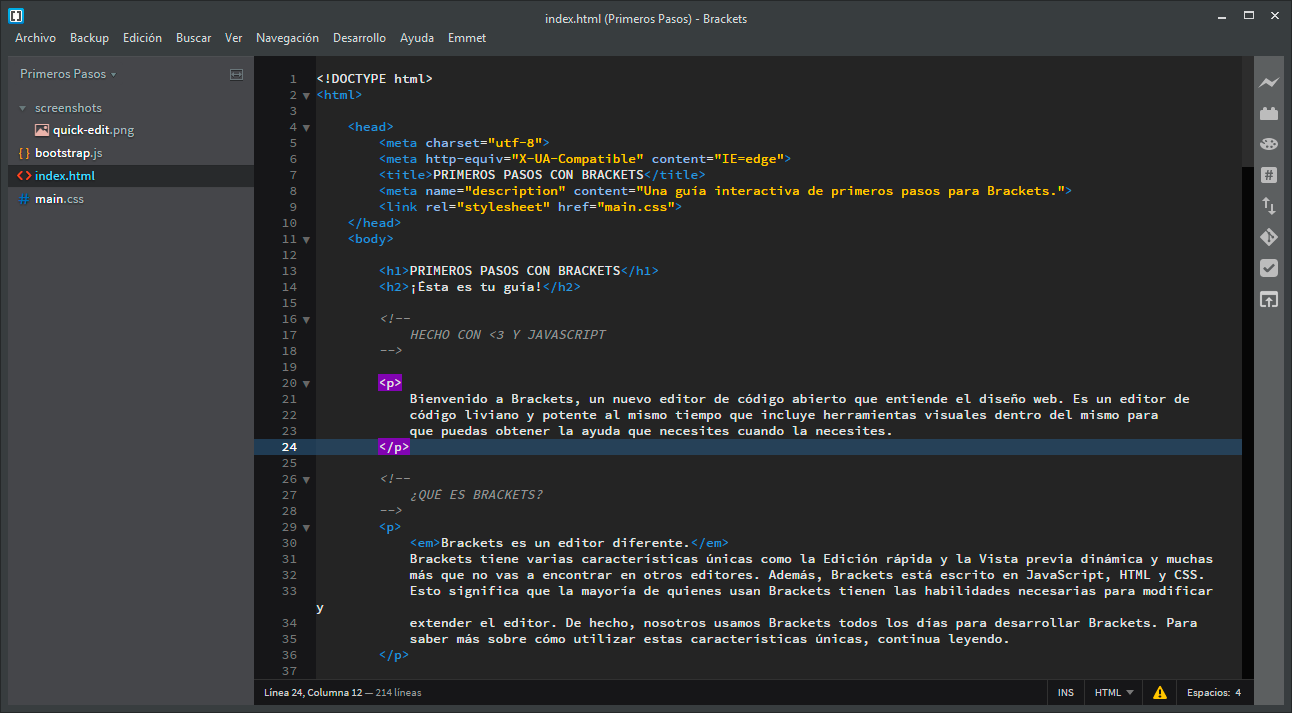 index.html (Primeros Pasos) - Brackets
Archivo Backup Edición Buscar Ver Navegación Desarrollo Ayuda Emmet
Primeros Pasos
screenshots
quick-edit.png
bootstrap.js
index.html
main.css
1 <!DOCTYPE html>
2 <html>
3
4 <head>
5 <meta charset="utf-8">
6 <meta http-equiv="X-UA-Compatible" content="IE=edge">
7 <title>PRIMEROS PASOS CON BRACKETS</title>
8 <meta name="description" content="Una guía interactiva de primeros pasos para Brackets.">
9 <link rel="stylesheet" href="main.css">
10 </head>
11 <body>
12
13 <h1>PRIMEROS PASOS CON BRACKETS</h1>
14 <h2>¡Ésta es tu guía!</h2>
15
16 <!--
17 HECHO CON <3 Y JAVASCRIPT
18 -->
19
20 <p>
21 Bienvenido a Brackets, un nuevo editor de código abierto que entiende el diseño web. Es un editor de
22 código liviano y potente al mismo tiempo que incluye herramientas visuales dentro del mismo para
23 que puedas obtener la ayuda que necesites cuando la necesites.
24 </p>
25
26 <!--
27 ¿QUÉ ES BRACKETS?
28 -->
29 <p>
30 <em>Brackets es un editor diferente.</em>
31 Brackets tiene varias características únicas como la Edición rápida y la Vista previa dinámica y muchas
32 más que no vas a encontrar en otros editores. Además, Brackets está escrito en JavaScript, HTML y CSS.
33 Esto significa que la mayoría de quienes usan Brackets tienen las habilidades necesarias para modificar
y
34 extender el editor. De hecho, nosotros usamos Brackets todos los días para desarrollar Brackets. Para
35 saber más sobre cómo utilizar estas características únicas, continua leyendo.
36 </p>
37
Línea 24, Columna 12 — 214 líneas INS HTML Espacios: 4